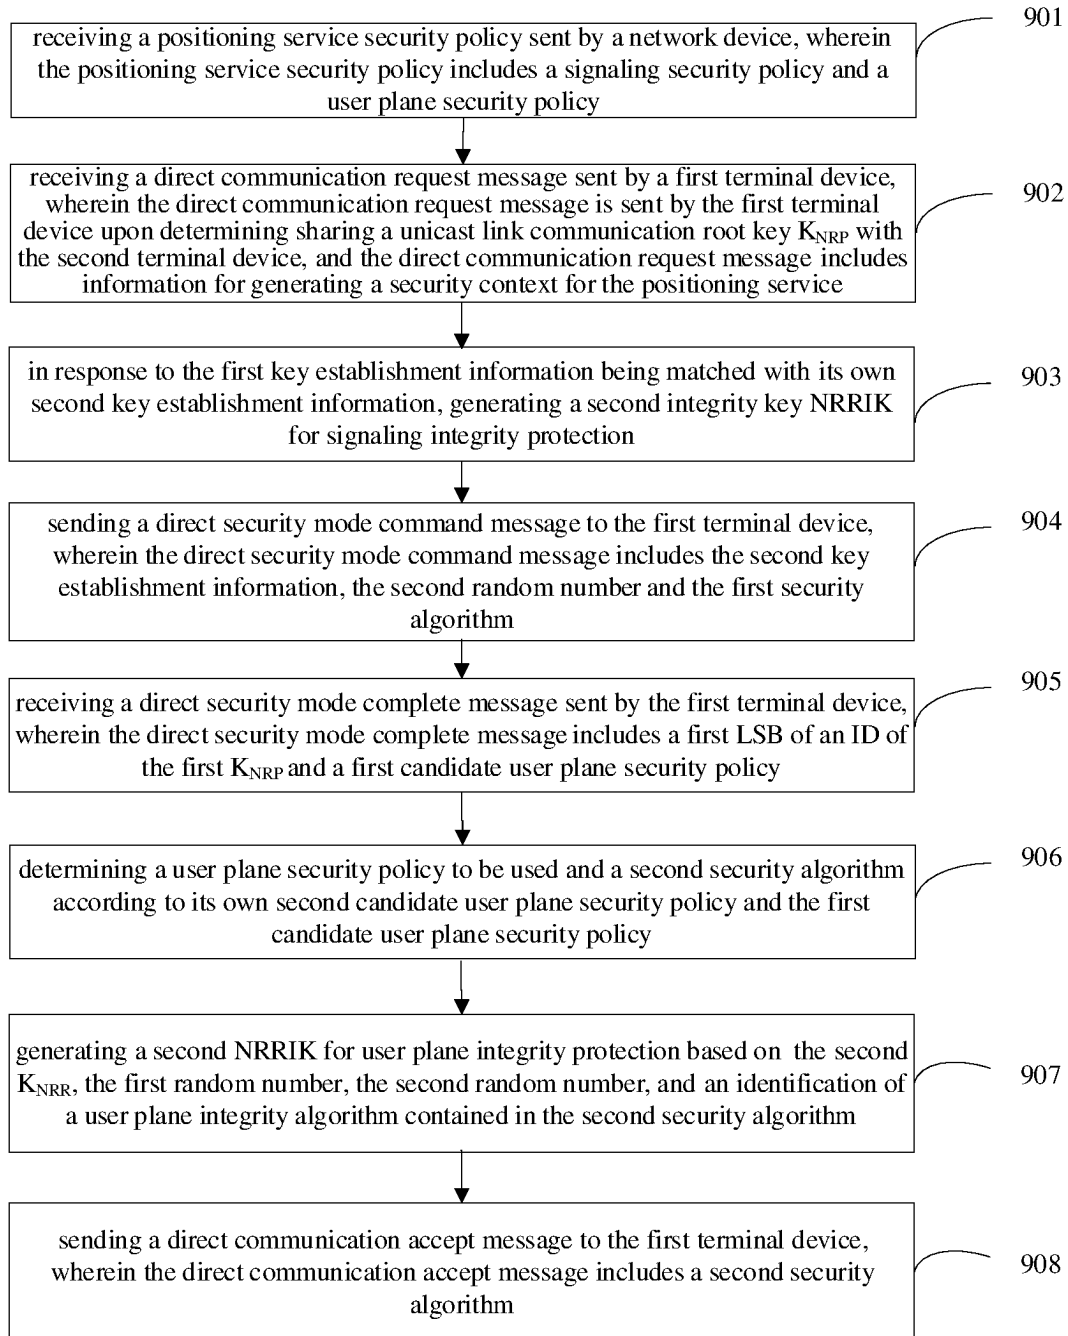 receiving a positioning service security policy sent by a network device, wherein
the positioning service security policy includes a signaling security policy and a
user plane security policy
901
receiving a direct communication request message sent by a first terminal device,
wherein the direct communication request message is sent by the first terminal
device upon determining sharing a unicast link communication root key KNRP with
the second terminal device, and the direct communication request message includes
information for generating a security context for the positioning service
902
in response to the first key establishment information being matched with its own
second key establishment information, generating a second integrity key NRRIK
for signaling integrity protection
903
sending a direct security mode command message to the first terminal device,
wherein the direct security mode command message includes the second key
establishment information, the second random number and the first security
algorithm
904
receiving a direct security mode complete message sent by the first terminal device,
wherein the direct security mode complete message includes a first LSB of an ID of
the first KNRP and a first candidate user plane security policy
905
determining a user plane security policy to be used and a second security algorithm
according to its own second candidate user plane security policy and the first
candidate user plane security policy
906
generating a second NRRIK for user plane integrity protection based on the second
KNRR, the first random number, the second random number, and an identification of
a user plane integrity algorithm contained in the second security algorithm
907
sending a direct communication accept message to the first terminal device,
wherein the direct communication accept message includes a second security
algorithm
908